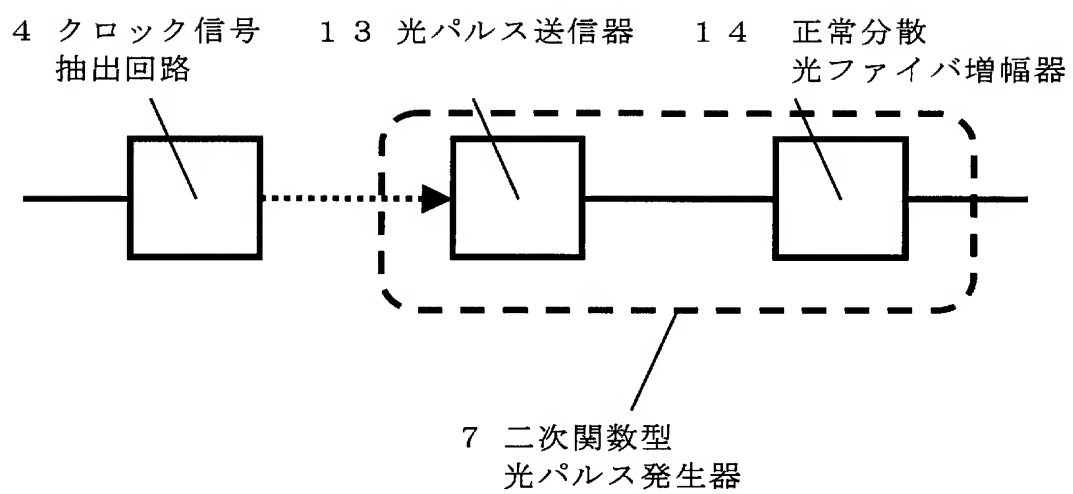 4 クロック信号
抽出回路
13 光パルス送信器
14 正常分散
光ファイバ増幅器
7 二次関数型
光パルス発生器